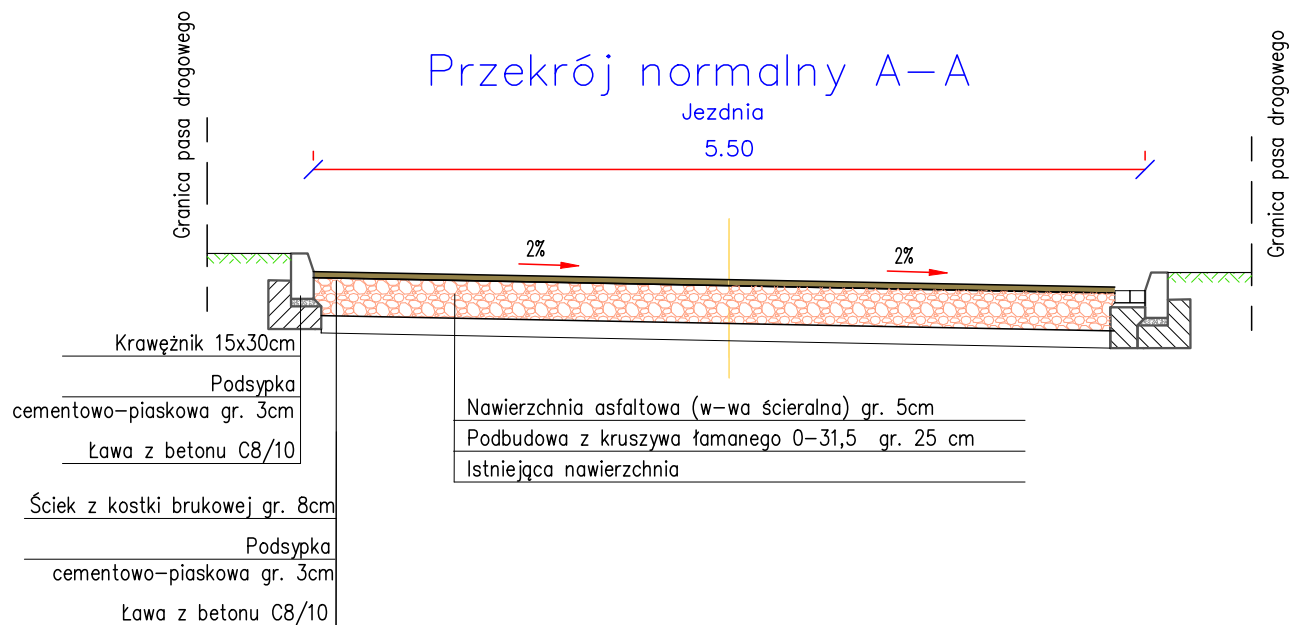 Przekrój normalny A-A
Jezdnia
5.50
Granica pasa drogowego
Granica pasa drogowego
2%
2%
Krawężnik 15x30cm
Podsypka
cementowo-piaskowa gr. 3cm
Ława z betonu C8/10
Ściek z kostki brukowej gr. 8cm
Podsypka
cementowo-piaskowa gr. 3cm
Ława z betonu C8/10
Nawierzchnia asfaltowa (w-wa ścieralna) gr. 5cm
Podbudowa z kruszywa łamanego 0-31,5 gr. 25 cm
Istniejąca nawierzchnia